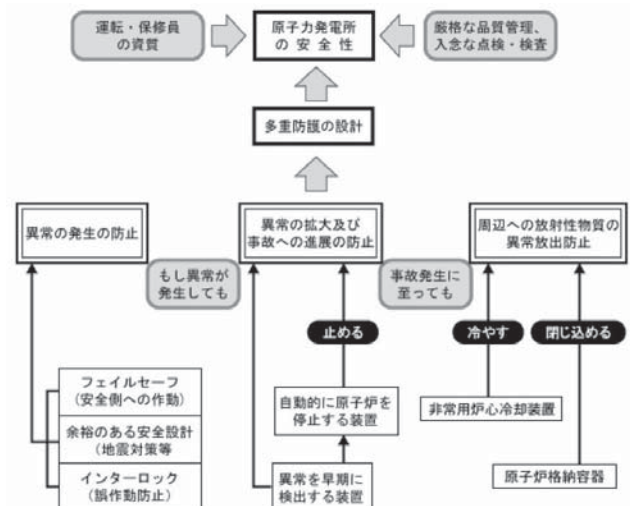 運転・保修員
の資質
原子力発電所
の安全性
厳格な品質管理、
入念な点検・検査
多重防護の設計
異常の発生の防止
異常の拡大及び
事故への進展の防止
周辺への放射性物質の
異常放出防止
もし異常が
発生しても
事故発生に
至っても
止める
冷やす
閉じ込める
フェイルセーフ
(安全側への作動)
余裕のある安全設計
(地震対策等
インターロック
(誤作動防止)
自動的に原子炉を
停止する装置
異常を早期に
検出する装置
非常用炉心冷却装置
原子炉格納容器